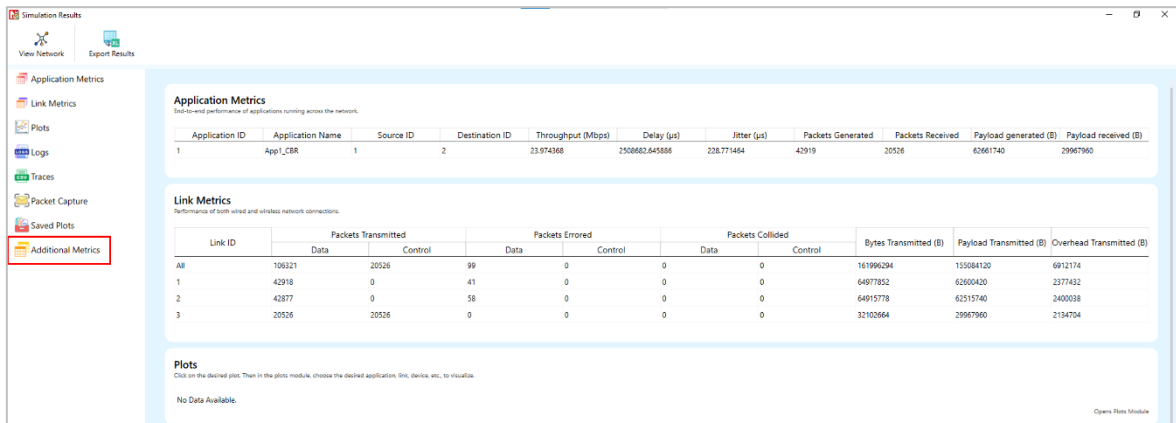 Simulation Results
View Network Export Results
Application Metrics
Link Metrics
Plots
Logs
Traces
Packet Capture
Saved Plots
Additional Metrics
Application Metrics
End-to-end performance of applications running across the network.
Application ID Application Name Source ID Destination ID Throughput (Mbps) Delay (µs) Jitter (µs) Packets Generated Packets Received Payload generated (B) Payload received (B)
1 App1_CBR 1 2 23.974368 2508682.645886 228.771464 42919 20526 62661740 29967960
Link Metrics
Performance of both wired and wireless network connections.
Link ID Packets Transmitted Packets Errored Packets Collided Bytes Transmitted (B) Payload Transmitted (B) Overhead Transmitted (B)
Data Control Data Control Data Control
All 106321 20526 99 0 0 0 161996294 155084120 6912174
1 42918 0 41 0 0 0 64977852 62600420 2377432
2 42877 0 58 0 0 0 64915778 62515740 2400038
3 20526 20526 0 0 0 0 32102664 29967960 2134704
Plots
Click on the desired plot. Then in the plots module, choose the desired application, link, device, etc., to visualize.
No Data Available.
Opens Plots Module